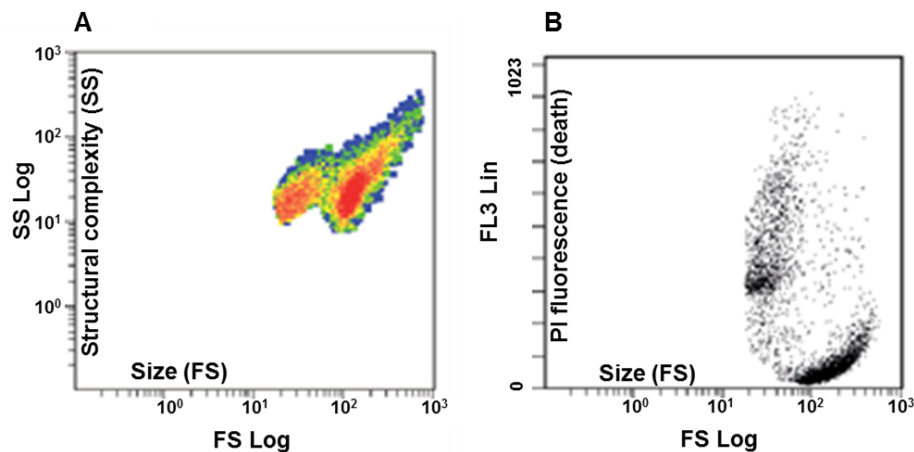 A
10³
10²
10¹
10⁰
SS Log
Structural complexity (SS)
Size (FS)
10⁰ 10¹ 10² 10³
FS Log
B
1023
0
FL3 Lin
PI fluorescence (death)
Size (FS)
10⁰ 10¹ 10² 10³
FS Log